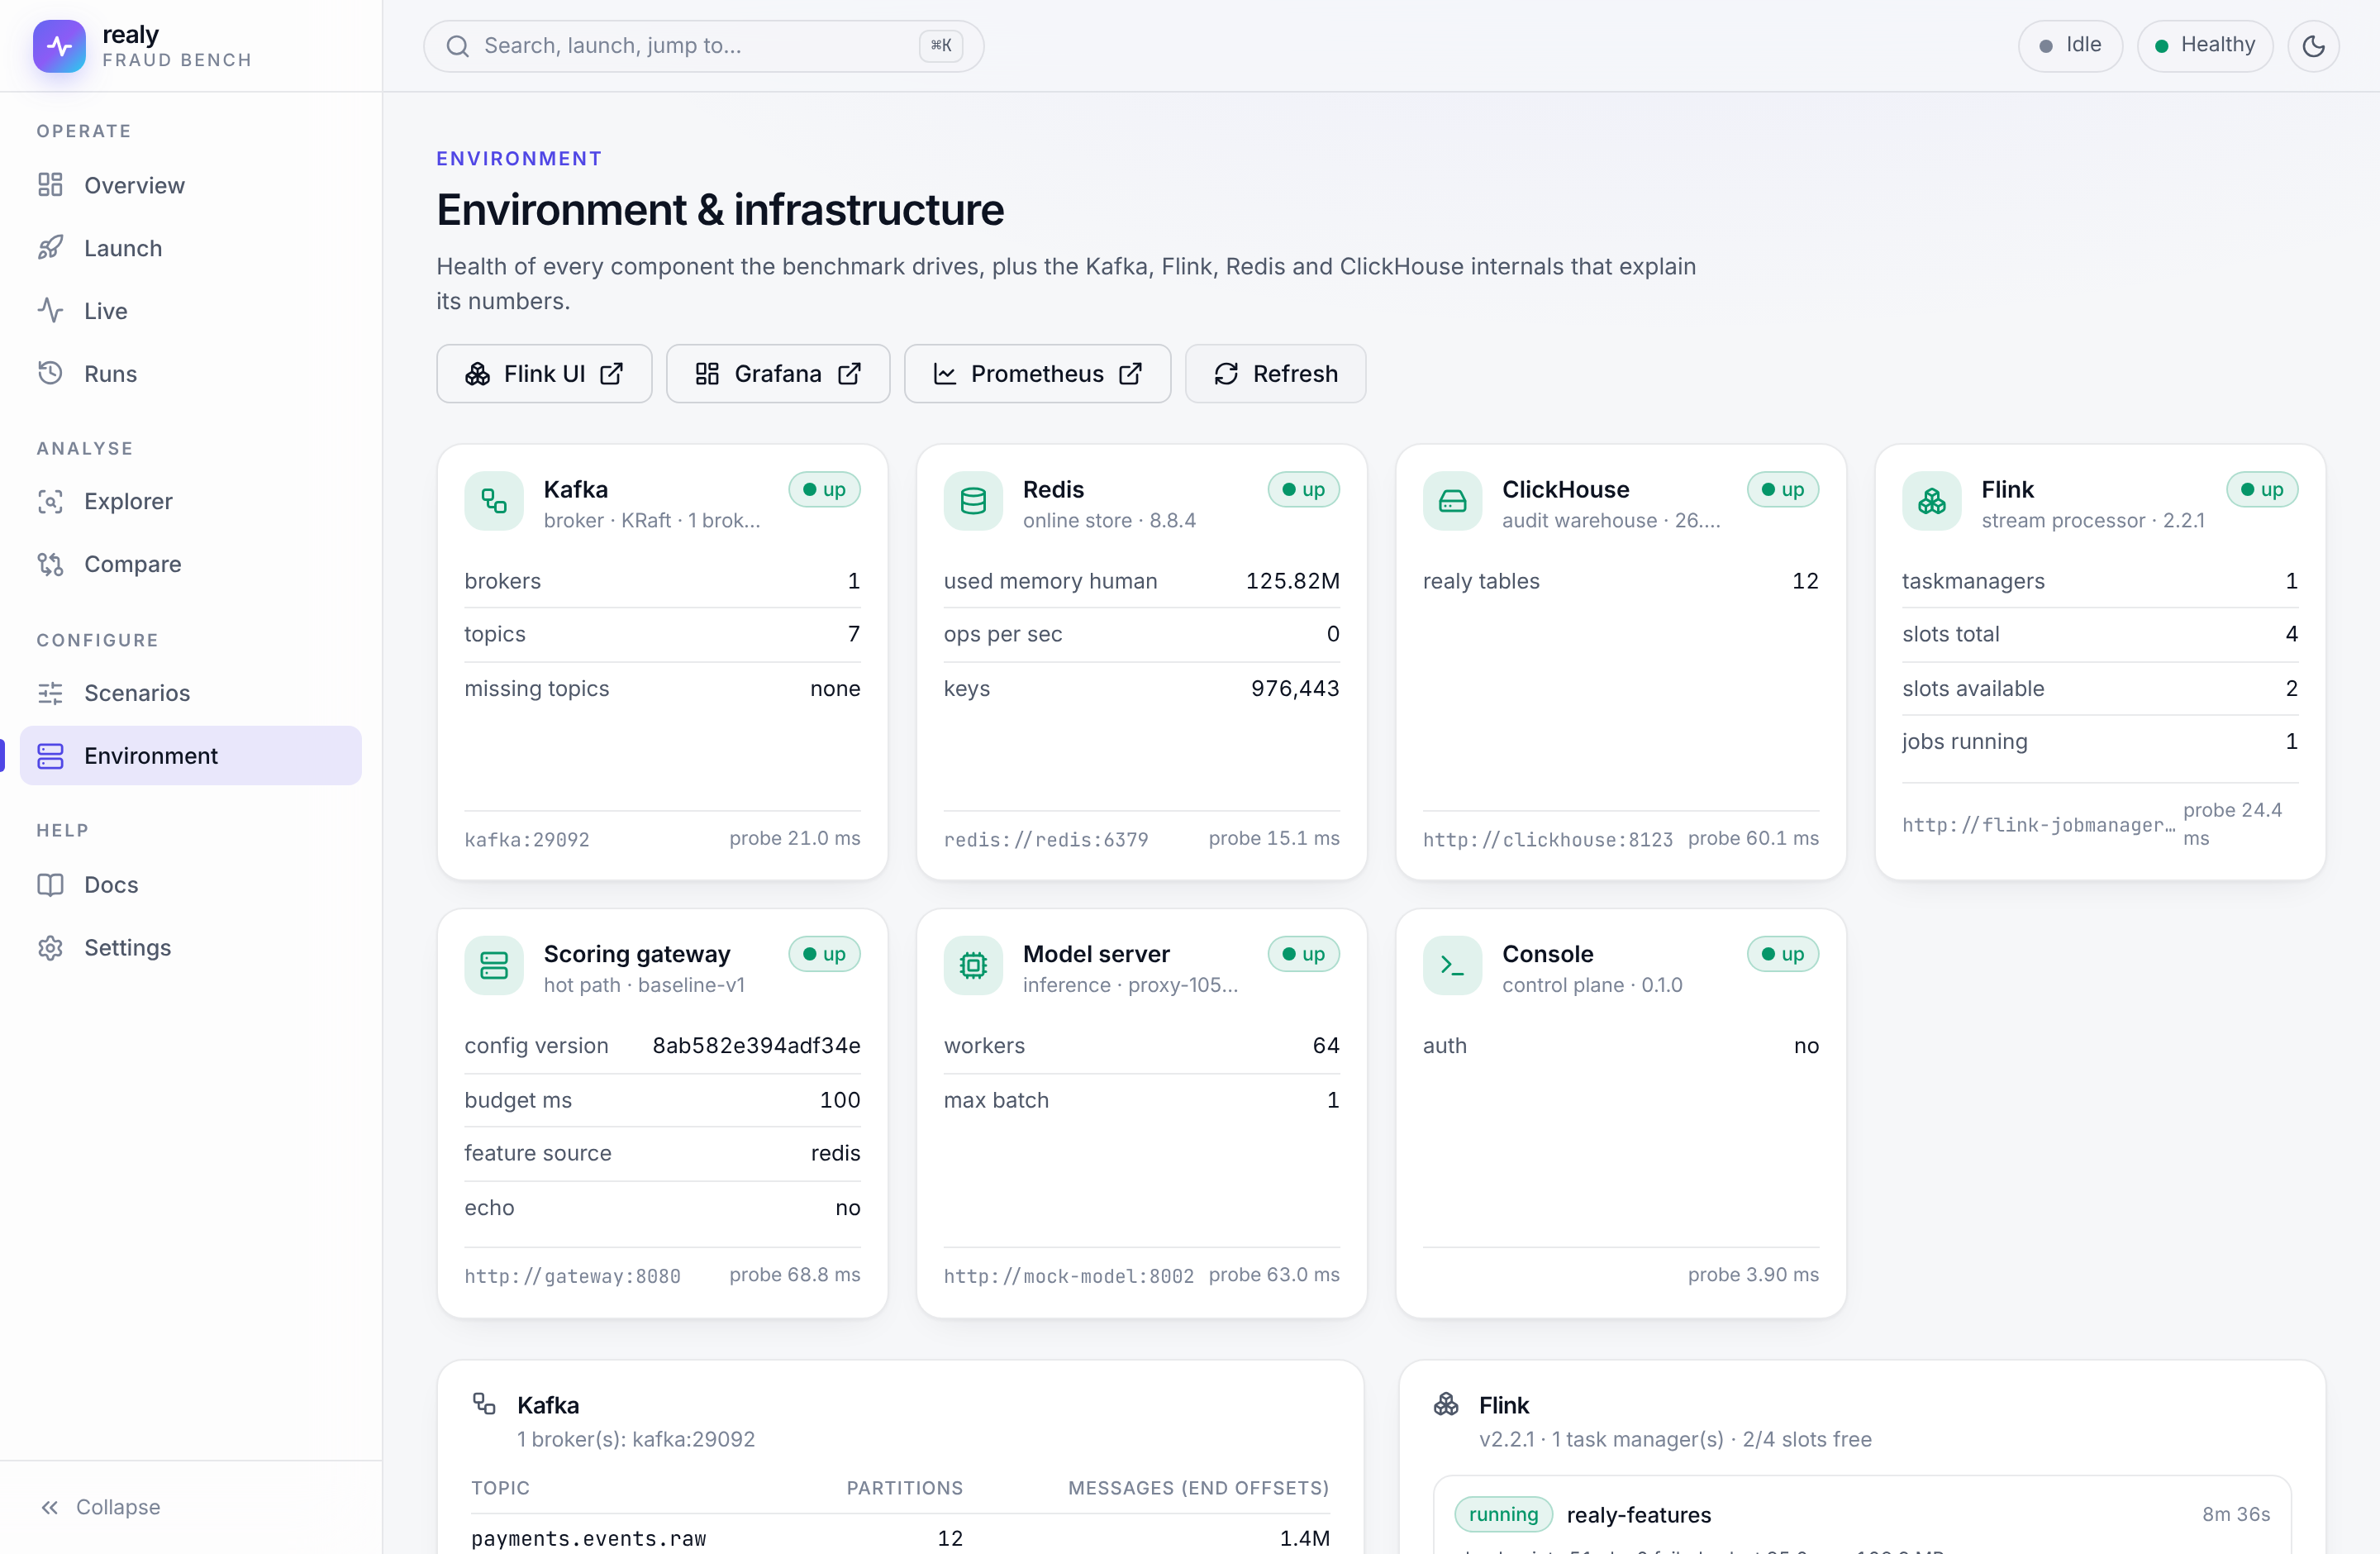 realy
FRAUD BENCH
Search, launch, jump to...
⌘K
Idle
Healthy
OPERATE
Overview
Launch
Live
Runs
ANALYSE
Explorer
Compare
CONFIGURE
Scenarios
Environment
HELP
Docs
Settings
Collapse
ENVIRONMENT
Environment & infrastructure
Health of every component the benchmark drives, plus the Kafka, Flink, Redis and ClickHouse internals that explain
its numbers.
Flink UI
Grafana
Prometheus
Refresh
Kafka
up
broker · KRaft · 1 brok...
brokers 1
topics 7
missing topics none
kafka:29092 probe 21.0 ms
Redis
up
online store · 8.8.4
used memory human 125.82M
ops per sec 0
keys 976,443
redis://redis:6379 probe 15.1 ms
ClickHouse
up
audit warehouse · 26....
realy tables 12
http://clickhouse:8123 probe 60.1 ms
Flink
up
stream processor · 2.2.1
taskmanagers 1
slots total 4
slots available 2
jobs running 1
http://flink-jobmanager… probe 24.4
ms
Scoring gateway
up
hot path · baseline-v1
config version 8ab582e394adf34e
budget ms 100
feature source redis
echo no
http://gateway:8080 probe 68.8 ms
Model server
up
inference · proxy-105...
workers 64
max batch 1
http://mock-model:8002 probe 63.0 ms
Console
up
control plane · 0.1.0
auth no
probe 3.90 ms
Kafka
1 broker(s): kafka:29092
TOPIC PARTITIONS MESSAGES (END OFFSETS)
payments.events.raw 12 1.4M
Flink
v2.2.1 · 1 task manager(s) · 2/4 slots free
running realy-features 8m 36s